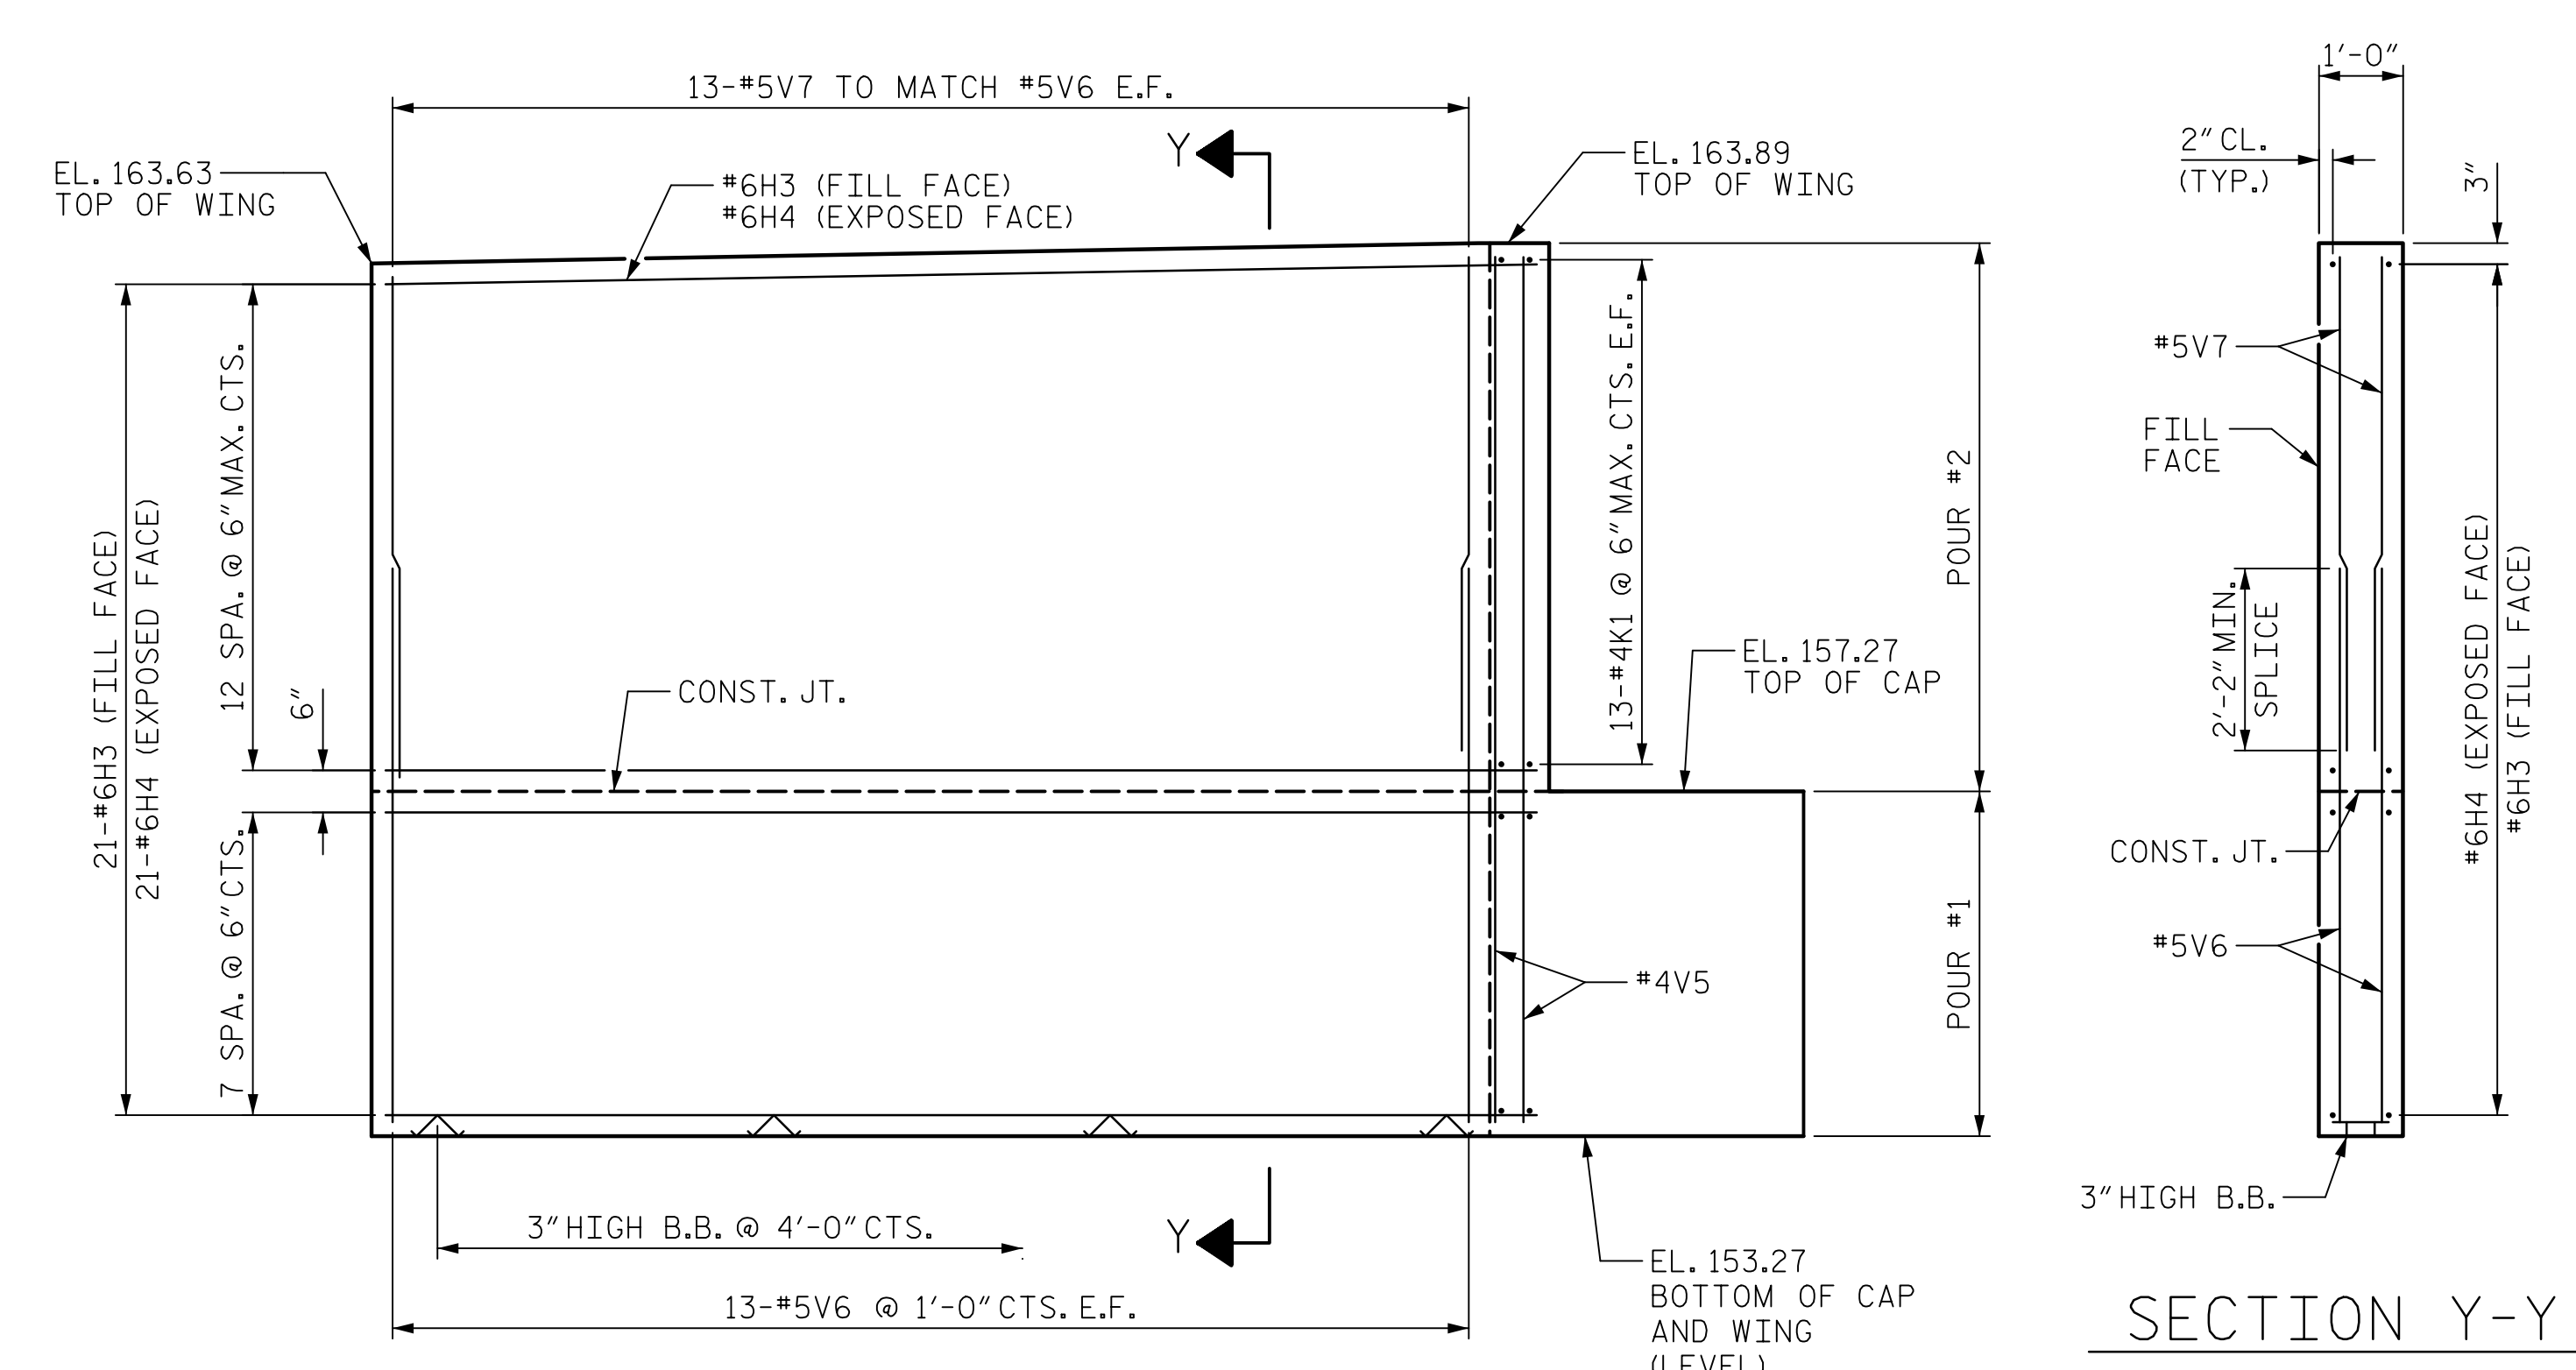 13-#5V7 TO MATCH #5V6 E.F.
Y
EL. 163.63
TOP OF WING
#6H3 (FILL FACE)
#6H4 (EXPOSED FACE)
EL. 163.89
TOP OF WING
21-#6H3 (FILL FACE)
21-#6H4 (EXPOSED FACE)
12 SPA. @ 6" MAX. CTS.
6"
7 SPA. @ 6" CTS.
CONST. JT.
13-#4K1 @ 6" MAX. CTS. E.F.
EL. 157.27
TOP OF CAP
POUR #2
POUR #1
#4V5
3" HIGH B.B. @ 4'-0" CTS.
13-#5V6 @ 1'-0" CTS. E.F.
Y
EL. 153.27
BOTTOM OF CAP
AND WING
(LEVEL)
1'-0"
2" CL.
(TYP.)
3"
#5V7
FILL
FACE
2'-2" MIN.
SPLICE
CONST. JT.
#5V6
#6H4 (EXPOSED FACE)
#6H3 (FILL FACE)
3" HIGH B.B.
SECTION Y-Y